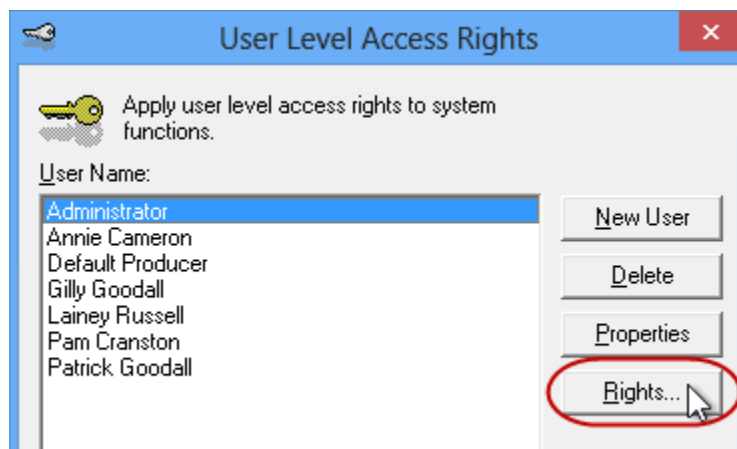 User Level Access Rights
Apply user level access rights to system
functions.
User Name:
Administrator
Annie Cameron
Default Producer
Gilly Goodall
Lainey Russell
Pam Cranston
Patrick Goodall
New User
Delete
Properties
Rights...